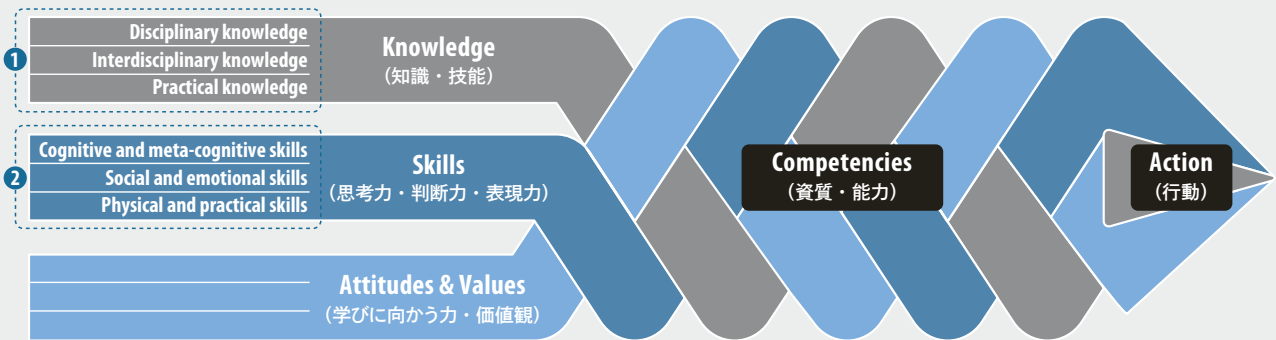 1
Disciplinary knowledge
Interdisciplinary knowledge
Practical knowledge
Knowledge
（知識・技能）
2
Cognitive and meta-cognitive skills
Social and emotional skills
Physical and practical skills
Skills
（思考力・判断力・表現力）
Attitudes & Values
（学びに向かう力・価値観）
Competencies
（資質・能力）
Action
（行動）